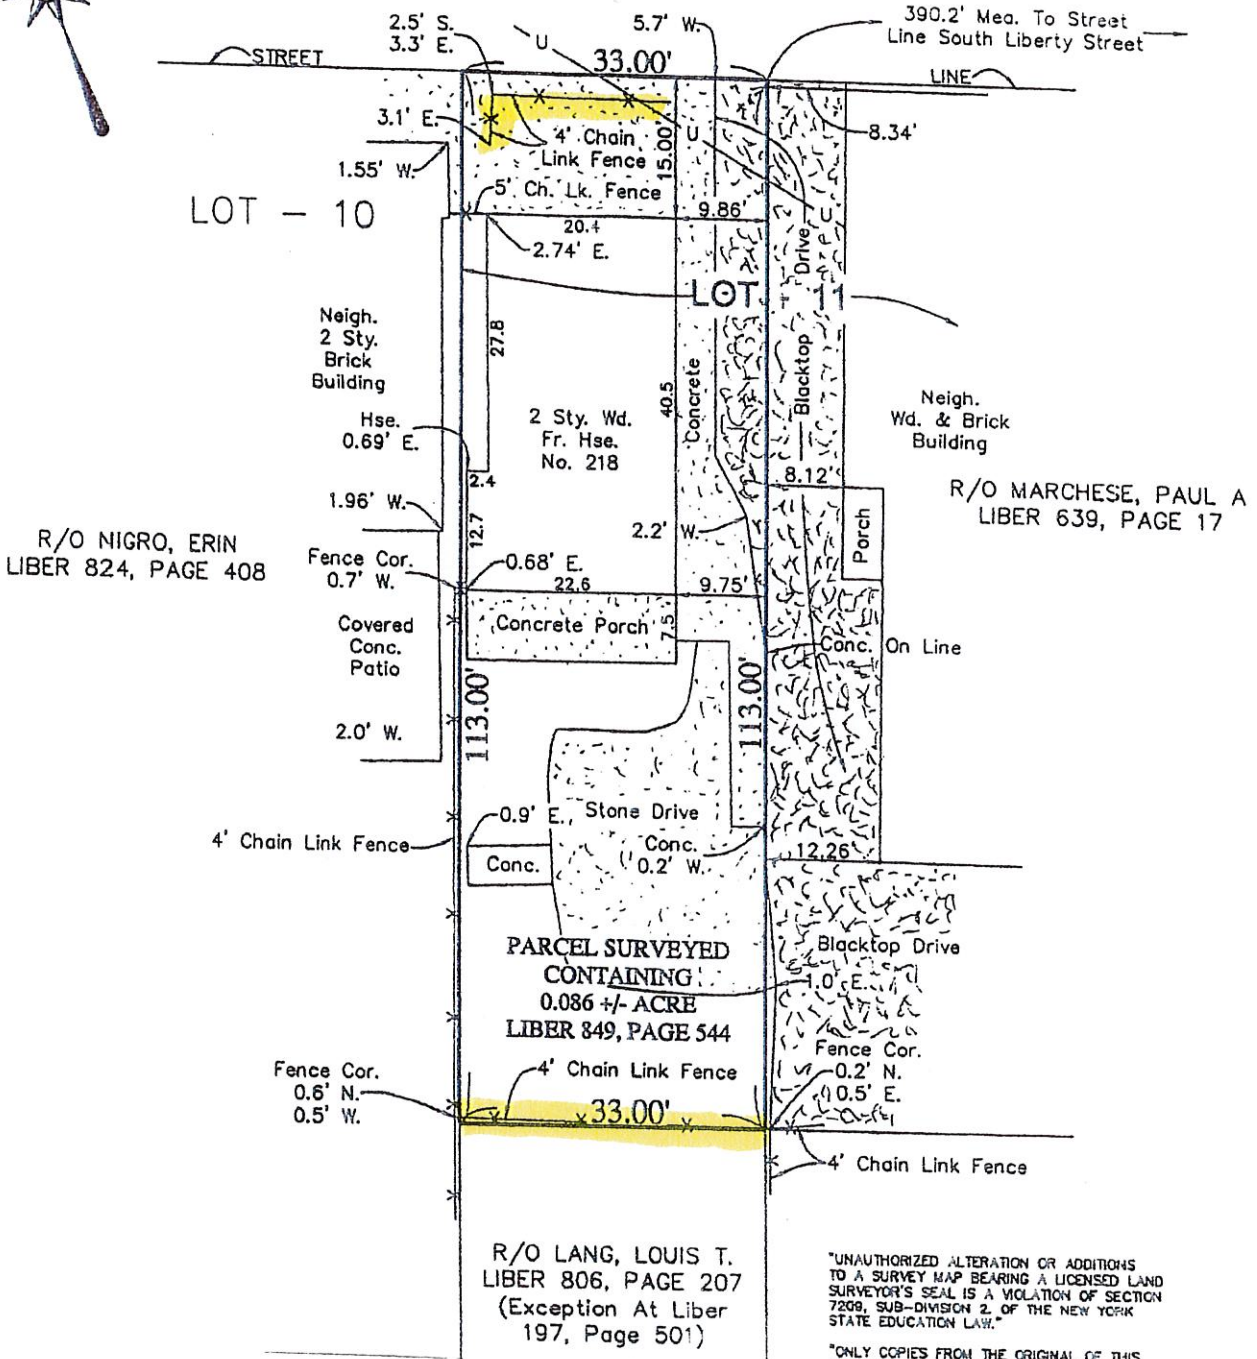 2.5' S.
3.3' E.
U
5.7' W.
390.2' Mea. To Street
Line South Liberty Street
STREET
33.00'
LINE
3.1' E.
4' Chain
Link Fence
15.00'
U
8.34'
1.55' W.
5' Ch. Lk. Fence
LOT - 10
20.4
9.86'
U
2.74' E.
LOT 11
Neigh.
2 Sty.
Brick
Building
27.8
Blacktop Drive
Concrete
40.5
2 Sty. Wd.
Fr. Hse.
No. 218
Neigh.
Wd. & Brick
Building
Hse.
0.69' E.
2.4
8.12'
R/O MARCHESE, PAUL A
LIBER 639, PAGE 17
1.96' W.
12.7
2.2' W.
Porch
R/O NIGRO, ERIN
LIBER 824, PAGE 408
Fence Cor.
0.7' W.
0.68' E.
22.6
9.75'
Covered
Conc.
Patio
Concrete Porch
7.5
Conc. On Line
113.00'
113.00'
2.0' W.
0.9' E.
Stone Drive
4' Chain Link Fence
Conc.
0.2' W.
12.26'
Conc.
PARCEL SURVEYED
CONTAINING
0.086 +/- ACRE
LIBER 849, PAGE 544
Blacktop Drive
1.0' E.
Fence Cor.
0.6' N.
0.5' W.
4' Chain Link Fence
33.00'
Fence Cor.
0.2' N.
0.5' E.
4' Chain Link Fence
R/O LANG, LOUIS T.
LIBER 806, PAGE 207
(Exception At Liber
197, Page 501)
"UNAUTHORIZED ALTERATION OR ADDITIONS
TO A SURVEY MAP BEARING A LICENSED LAND
SURVEYOR'S SEAL IS A VIOLATION OF SECTION
7209, SUB-DIVISION 2, OF THE NEW YORK
STATE EDUCATION LAW."
"ONLY COPIES FROM THE ORIGINAL OF THIS